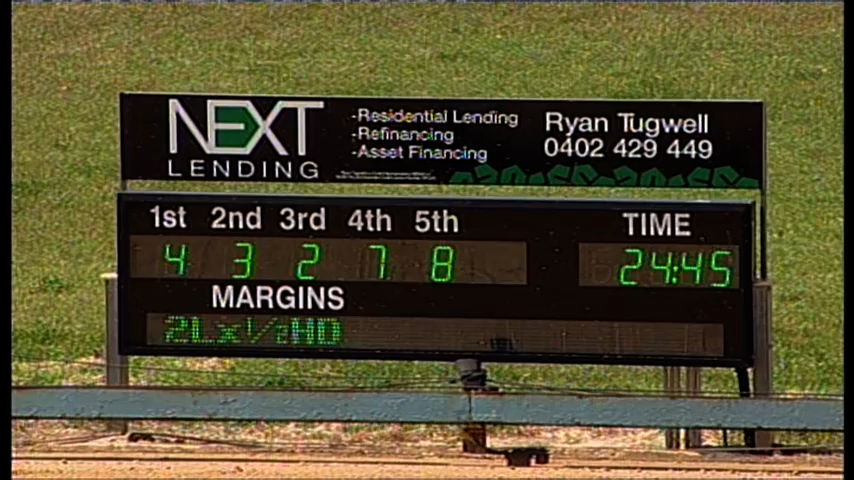 NEXT
LENDING
-Residential Lending
-Refinancing
-Asset Financing
Ryan Tugwell
0402 429 449
1st 2nd 3rd 4th 5th TIME
4 3 2 7 8 24:45
MARGINS
2Lx½HD